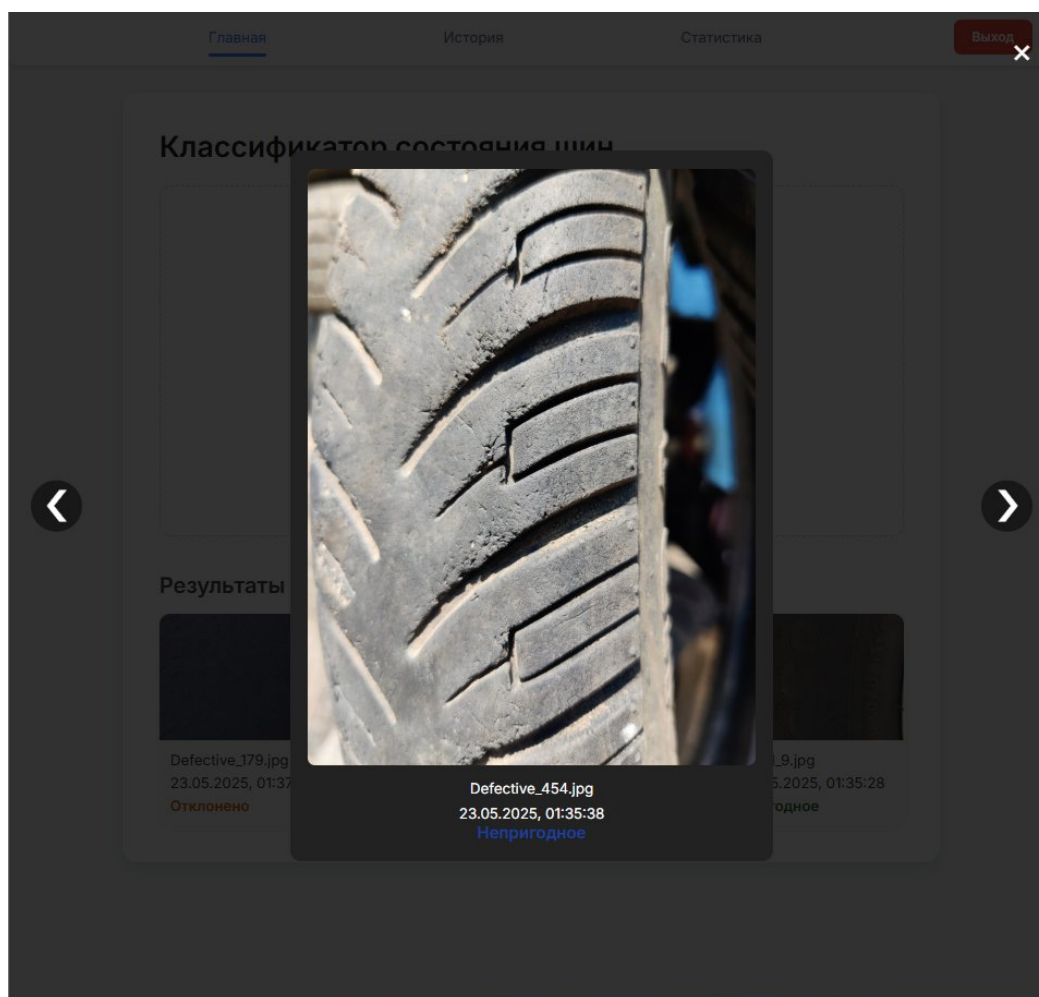 Главная
История
Статистика
Выход
Классификатор состояния шин
Результаты
Defective_179.jpg
23.05.2025, 01:37
Отклонено
Defective_454.jpg
23.05.2025, 01:35:38
Непригодное
_9.jpg
5.2025, 01:35:28
одное